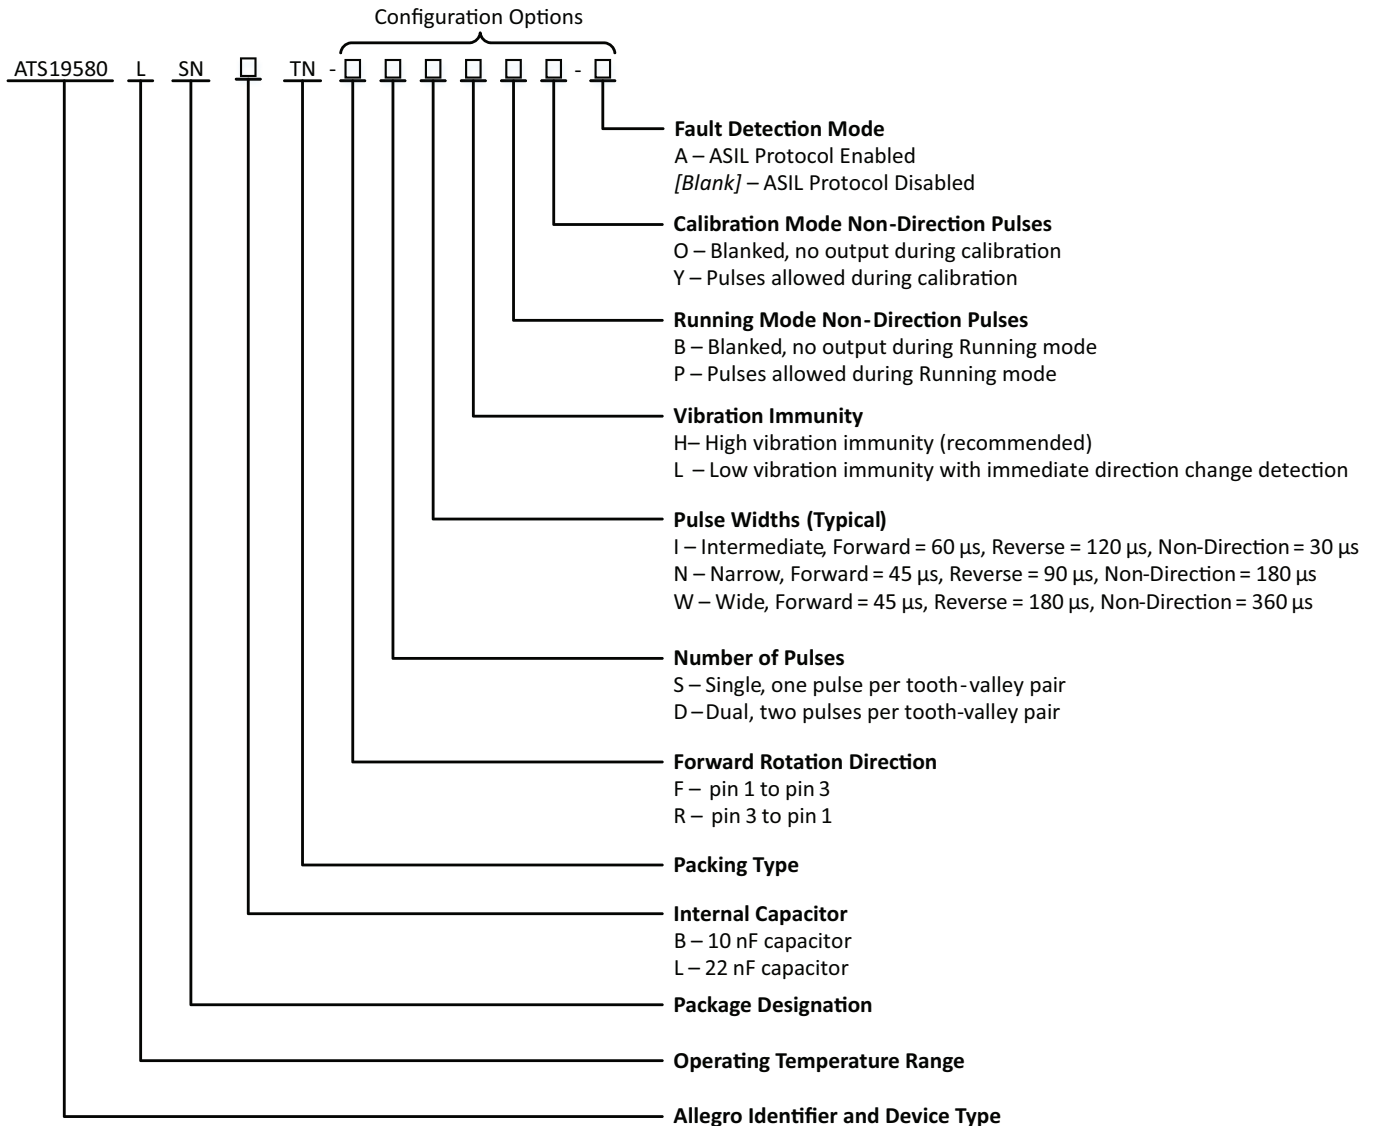 Configuration Options
ATS19580 L SN □ TN - □ □ □ □ □ □ - □
Fault Detection Mode
A – ASIL Protocol Enabled
[Blank] – ASIL Protocol Disabled
Calibration Mode Non-Direction Pulses
O – Blanked, no output during calibration
Y – Pulses allowed during calibration
Running Mode Non-Direction Pulses
B – Blanked, no output during Running mode
P – Pulses allowed during Running mode
Vibration Immunity
H– High vibration immunity (recommended)
L – Low vibration immunity with immediate direction change detection
Pulse Widths (Typical)
I – Intermediate, Forward = 60 µs, Reverse = 120 µs, Non-Direction = 30 µs
N – Narrow, Forward = 45 µs, Reverse = 90 µs, Non-Direction = 180 µs
W – Wide, Forward = 45 µs, Reverse = 180 µs, Non-Direction = 360 µs
Number of Pulses
S – Single, one pulse per tooth-valley pair
D – Dual, two pulses per tooth-valley pair
Forward Rotation Direction
F – pin 1 to pin 3
R – pin 3 to pin 1
Packing Type
Internal Capacitor
B – 10 nF capacitor
L – 22 nF capacitor
Package Designation
Operating Temperature Range
Allegro Identifier and Device Type